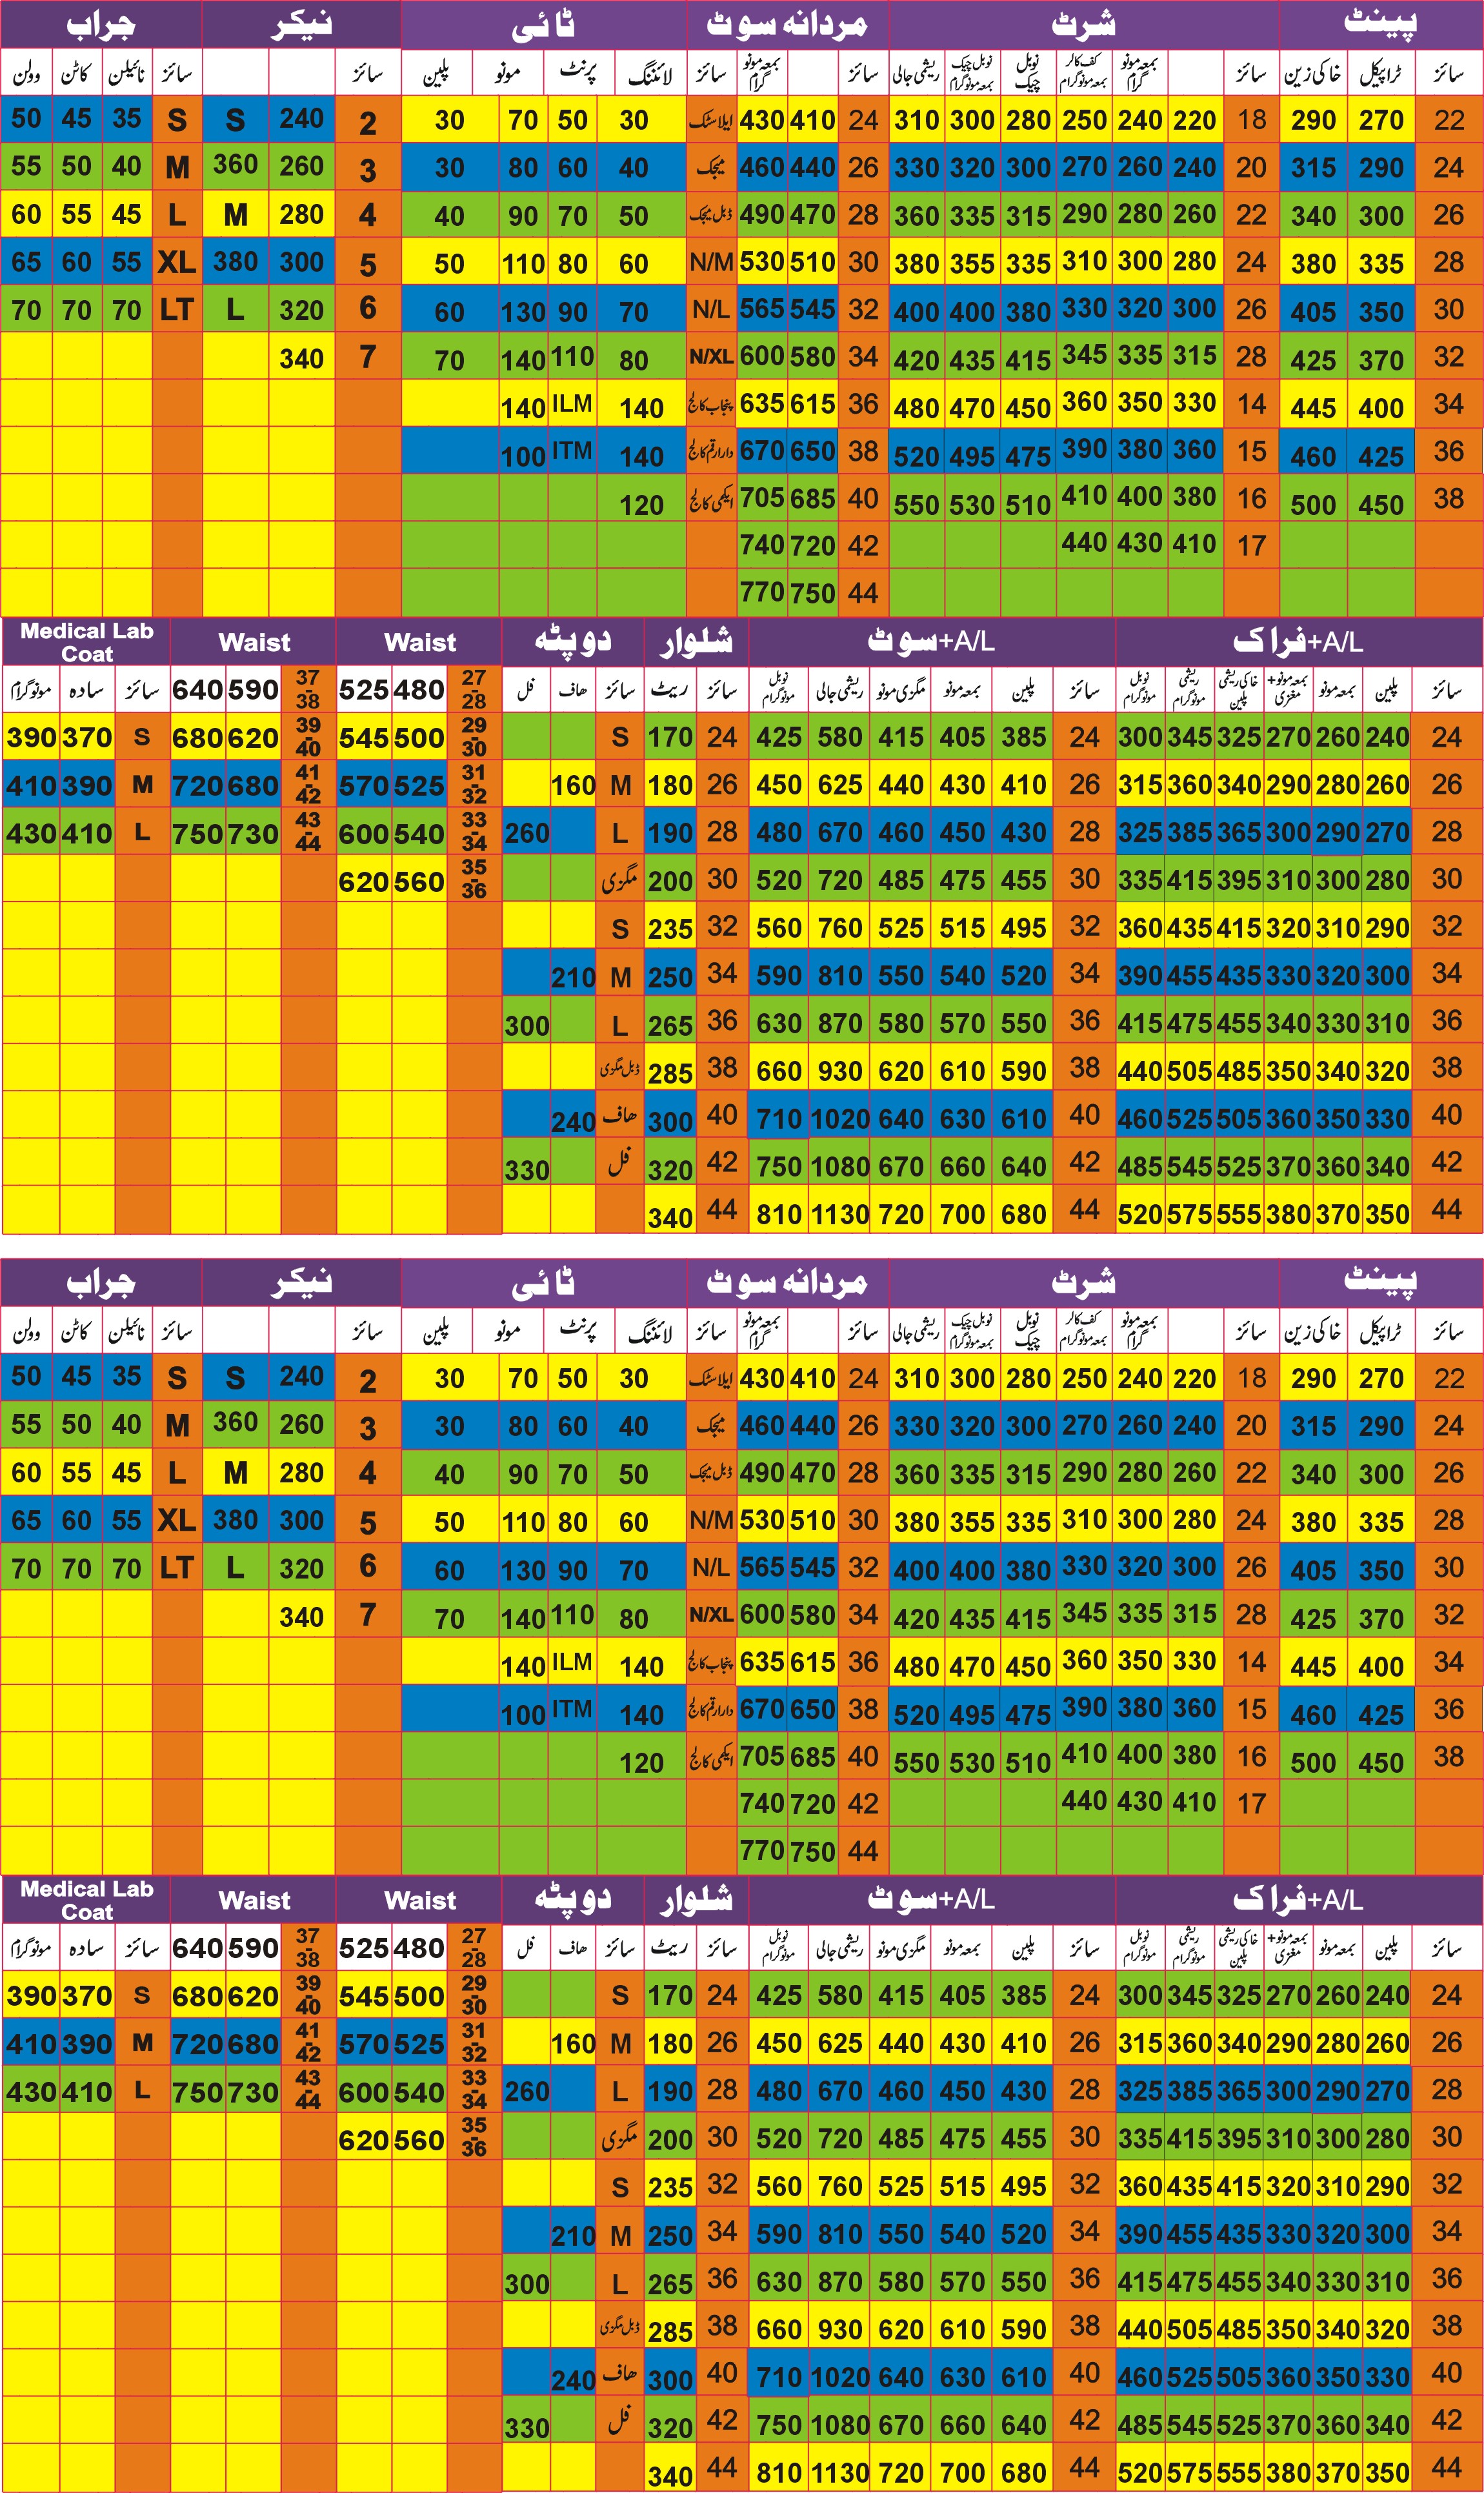 پینٹ شرٹ مردانہ سوٹ ٹائی نیکر جراب
سائز ٹراپیکل خاکی زین سائز بمعہ مونوگرام کف کالر بمعہ مونوگرام نوبل چیک نوبل چیک بمعہ مونوگرام ریشمی جالی سائز بمعہ مونوگرام سائز لائننگ پرنٹ مونو پلین سائز سائز نائیلن کاٹن وولن
22 270 290 18 220 240 250 280 300 310 24 410 430 ایلاسٹک 30 50 70 30 2 240 S S 35 45 50
24 290 315 20 240 260 270 300 320 330 26 440 460 میجک 40 60 80 30 3 260 360 M 40 50 55
26 300 340 22 260 280 290 315 335 360 28 470 490 ڈبل میجک 50 70 90 40 4 280 M L 45 55 60
28 335 380 24 280 300 310 335 355 380 30 510 530 N/M 60 80 110 50 5 300 380 XL 55 60 65
30 350 405 26 300 320 330 380 400 400 32 545 565 N/L 70 90 130 60 6 320 L LT 70 70 70
32 370 425 28 315 335 345 415 435 420 34 580 600 N/XL 80 110 140 70 7 340
34 400 445 14 330 350 360 450 470 480 36 615 635 پنجاب کالج 140 ILM 140
36 425 460 15 360 380 390 475 495 520 38 650 670 دارارقم کالج 140 ITM 100
38 450 500 16 380 400 410 510 530 550 40 685 705 ایکمی کالج 120
17 410 430 440 42 720 740
44 750 770
فراک+A/L سوٹ+A/L شلوار دوپٹہ Waist Waist Medical Lab Coat
سائز پلین بمعہ مونو بمعہ مونو+ مغزی خاکی ریشمی پلین ریشمی مونوگرام نوبل مونوگرام سائز پلین بمعہ مونو مگزی مونو ریشمی جالی نوبل مونوگرام سائز ریٹ سائز ھاف فل 27-28 480 525 37-38 590 640 سائز سادہ مونوگرام
24 240 260 270 325 345 300 24 385 405 415 580 425 24 170 S 29-30 500 545 39-40 620 680 S 370 390
26 260 280 290 340 360 315 26 410 430 440 625 450 26 180 M 160 31-32 525 570 41-42 680 720 M 390 410
28 270 290 300 365 385 325 28 430 450 460 670 480 28 190 L 260 33-34 540 600 43-44 730 750 L 410 430
30 280 300 310 395 415 335 30 455 475 485 720 520 30 200 مگزی 35-36 560 620
32 290 310 320 415 435 360 32 495 515 525 760 560 32 235 S
34 300 320 330 435 455 390 34 520 540 550 810 590 34 250 M 210
36 310 330 340 455 475 415 36 550 570 580 870 630 36 265 L 300
38 320 340 350 485 505 440 38 590 610 620 930 660 38 285 ڈبل مگزی
40 330 350 360 505 525 460 40 610 630 640 1020 710 40 300 ھاف 240
42 340 360 370 525 545 485 42 640 660 670 1080 750 42 320 فل 330
44 350 370 380 555 575 520 44 680 700 720 1130 810 44 340
پینٹ شرٹ مردانہ سوٹ ٹائی نیکر جراب
سائز ٹراپیکل خاکی زین سائز بمعہ مونوگرام کف کالر بمعہ مونوگرام نوبل چیک نوبل چیک بمعہ مونوگرام ریشمی جالی سائز بمعہ مونوگرام سائز لائننگ پرنٹ مونو پلین سائز سائز نائیلن کاٹن وولن
22 270 290 18 220 240 250 280 300 310 24 410 430 ایلاسٹک 30 50 70 30 2 240 S S 35 45 50
24 290 315 20 240 260 270 300 320 330 26 440 460 میجک 40 60 80 30 3 260 360 M 40 50 55
26 300 340 22 260 280 290 315 335 360 28 470 490 ڈبل میجک 50 70 90 40 4 280 M L 45 55 60
28 335 380 24 280 300 310 335 355 380 30 510 530 N/M 60 80 110 50 5 300 380 XL 55 60 65
30 350 405 26 300 320 330 380 400 400 32 545 565 N/L 70 90 130 60 6 320 L LT 70 70 70
32 370 425 28 315 335 345 415 435 420 34 580 600 N/XL 80 110 140 70 7 340
34 400 445 14 330 350 360 450 470 480 36 615 635 پنجاب کالج 140 ILM 140
36 425 460 15 360 380 390 475 495 520 38 650 670 دارارقم کالج 140 ITM 100
38 450 500 16 380 400 410 510 530 550 40 685 705 ایکمی کالج 120
17 410 430 440 42 720 740
44 750 770
فراک+A/L سوٹ+A/L شلوار دوپٹہ Waist Waist Medical Lab Coat
سائز پلین بمعہ مونو بمعہ مونو+ مغزی خاکی ریشمی پلین ریشمی مونوگرام نوبل مونوگرام سائز پلین بمعہ مونو مگزی مونو ریشمی جالی نوبل مونوگرام سائز ریٹ سائز ھاف فل 27-28 480 525 37-38 590 640 سائز سادہ مونوگرام
24 240 260 270 325 345 300 24 385 405 415 580 425 24 170 S 29-30 500 545 39-40 620 680 S 370 390
26 260 280 290 340 360 315 26 410 430 440 625 450 26 180 M 160 31-32 525 570 41-42 680 720 M 390 410
28 270 290 300 365 385 325 28 430 450 460 670 480 28 190 L 260 33-34 540 600 43-44 730 750 L 410 430
30 280 300 310 395 415 335 30 455 475 485 720 520 30 200 مگزی 35-36 560 620
32 290 310 320 415 435 360 32 495 515 525 760 560 32 235 S
34 300 320 330 435 455 390 34 520 540 550 810 590 34 250 M 210
36 310 330 340 455 475 415 36 550 570 580 870 630 36 265 L 300
38 320 340 350 485 505 440 38 590 610 620 930 660 38 285 ڈبل مگزی
40 330 350 360 505 525 460 40 610 630 640 1020 710 40 300 ھاف 240
42 340 360 370 525 545 485 42 640 660 670 1080 750 42 320 فل 330
44 350 370 380 555 575 520 44 680 700 720 1130 810 44 340